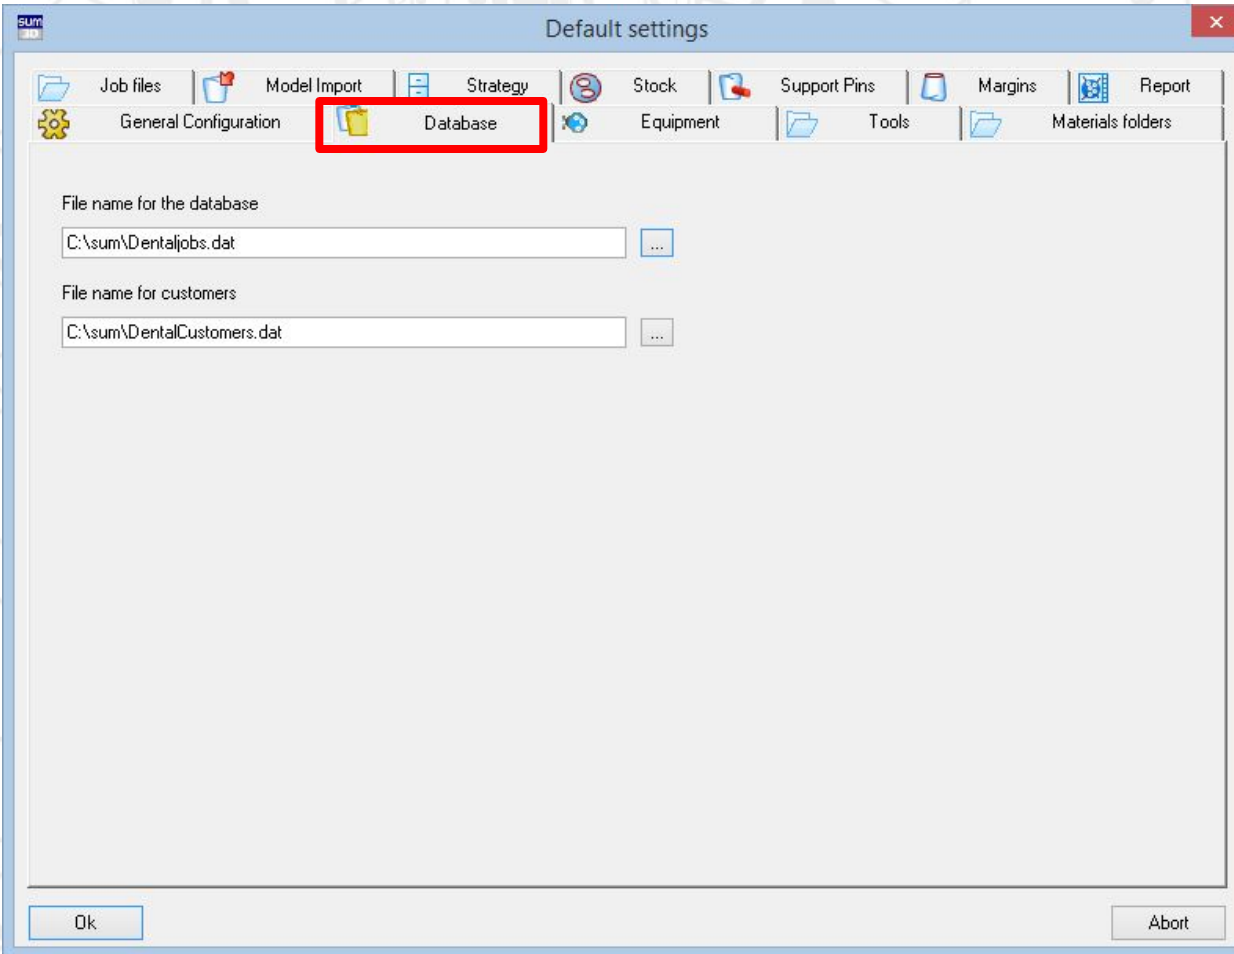 sum
3D
Default settings
Job files Model Import Strategy Stock Support Pins Margins Report
General Configuration Database Equipment Tools Materials folders
File name for the database
C:\sum\Dentaljobs.dat
...
File name for customers
C:\sum\DentalCustomers.dat
...
Ok Abort